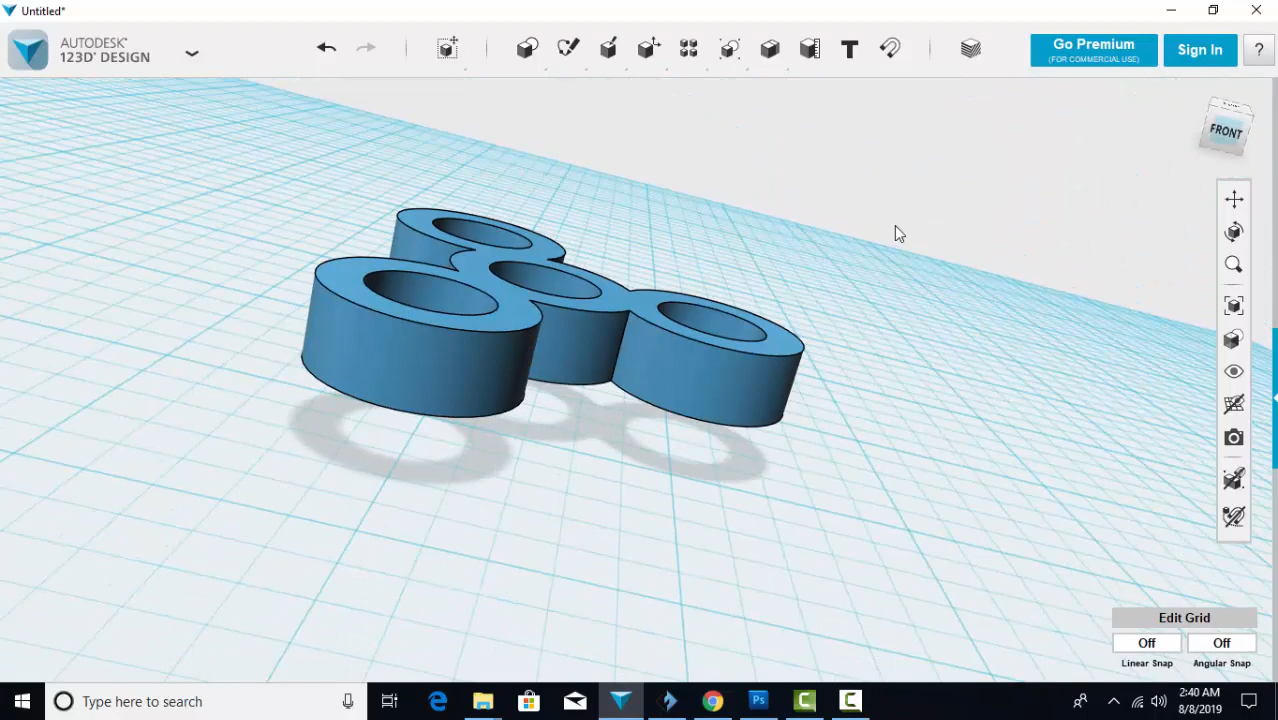 Untitled*
AUTODESK®
123D® DESIGN
Go Premium
(FOR COMMERCIAL USE)
Sign In
?
FRONT
Edit Grid
Off
Off
Linear Snap
Angular Snap
Type here to search
Ps
2:40 AM
8/8/2019